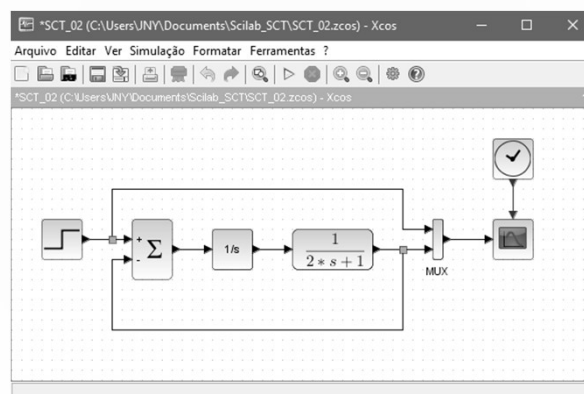 *SCT_02 (C:\Users\JNY\Documents\Scilab_SCT\SCT_02.zcos) - Xcos
Arquivo Editar Ver Simulação Formatar Ferramentas ?
*SCT_02 (C:\Users\JNY\Documents\Scilab_SCT\SCT_02.zcos) - Xcos
+
-
Σ
1/s
1
2 * s + 1
MUX